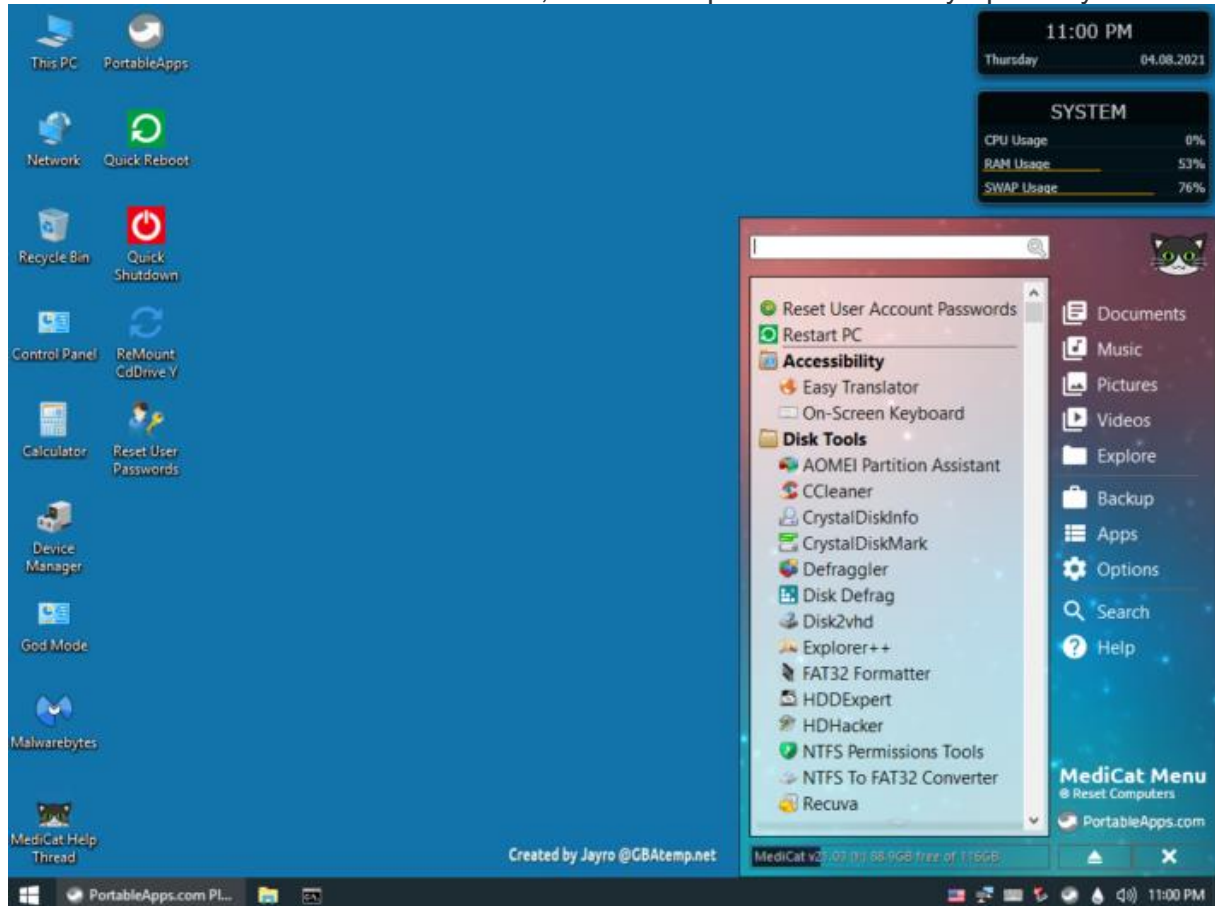 This PC
PortableApps
Network
Quick Reboot
Recycle Bin
Quick
Shutdown
Control Panel
ReMount
CdDrive Y
Calculator
Reset User
Passwords
Device
Manager
God Mode
Malwarebytes
MediCat Help
Thread
11:00 PM
Thursday 04.08.2021
SYSTEM
CPU Usage 0%
RAM Usage 53%
SWAP Usage 76%
Reset User Account Passwords
Restart PC
Accessibility
Easy Translator
On-Screen Keyboard
Disk Tools
AOMEI Partition Assistant
CCleaner
CrystalDiskInfo
CrystalDiskMark
Defraggler
Disk Defrag
Disk2vhd
Explorer++
FAT32 Formatter
HDDExpert
HDHacker
NTFS Permissions Tools
NTFS To FAT32 Converter
Recuva
Documents
Music
Pictures
Videos
Explore
Backup
Apps
Options
Search
Help
MediCat Menu
® Reset Computers
PortableApps.com
Created by Jayro @GBAtemp.net
MediCat free of 116GB
PortableApps.com Pl...
11:00 PM